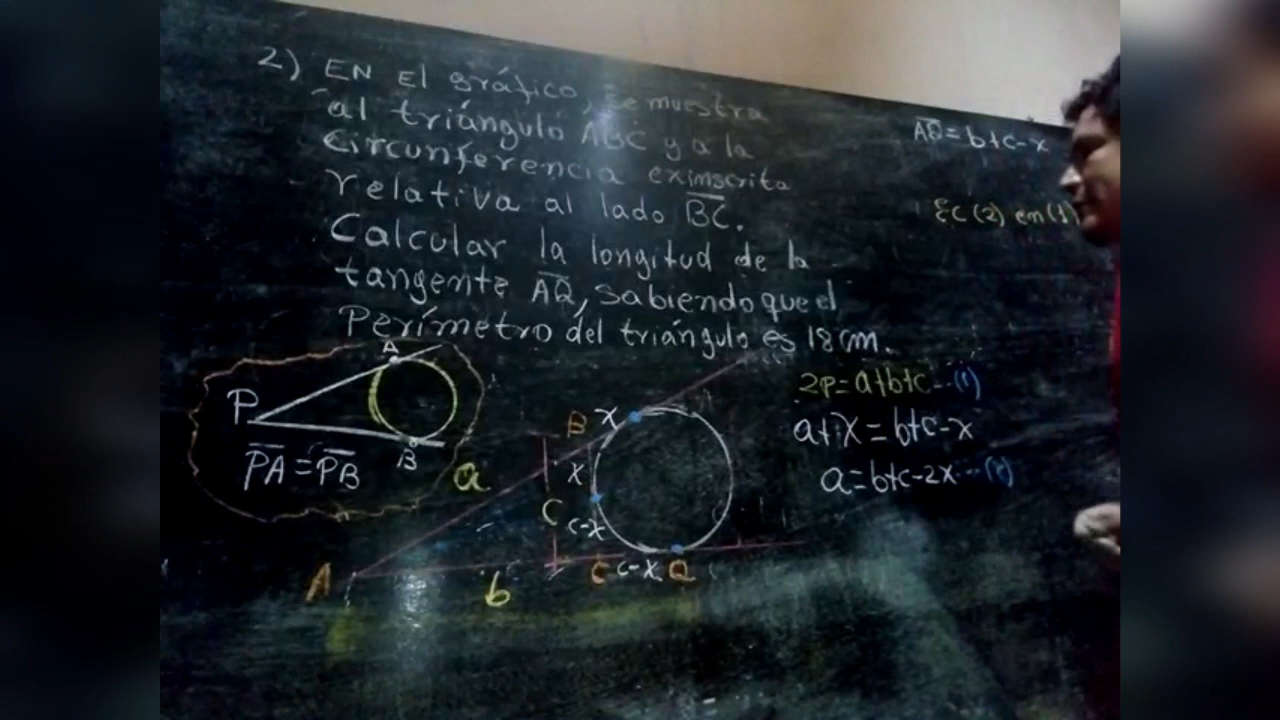 2) EN El gráfico, se muestra
al triángulo ABC y a la
circunferencia exinscrita
relativa al lado BC.
Calcular la longitud de la
tangente AQ, sabiendo que el
Perímetro del triángulo es 18 cm.
AQ = b+c-x
Ec (2) en (1)
2P = a+b+c...(1)
a+x = b+c-x
a = b+c-2x...(2)
A
P
B
PA = PB
B x
a
x
C
c-x
A
b
C c-x Q